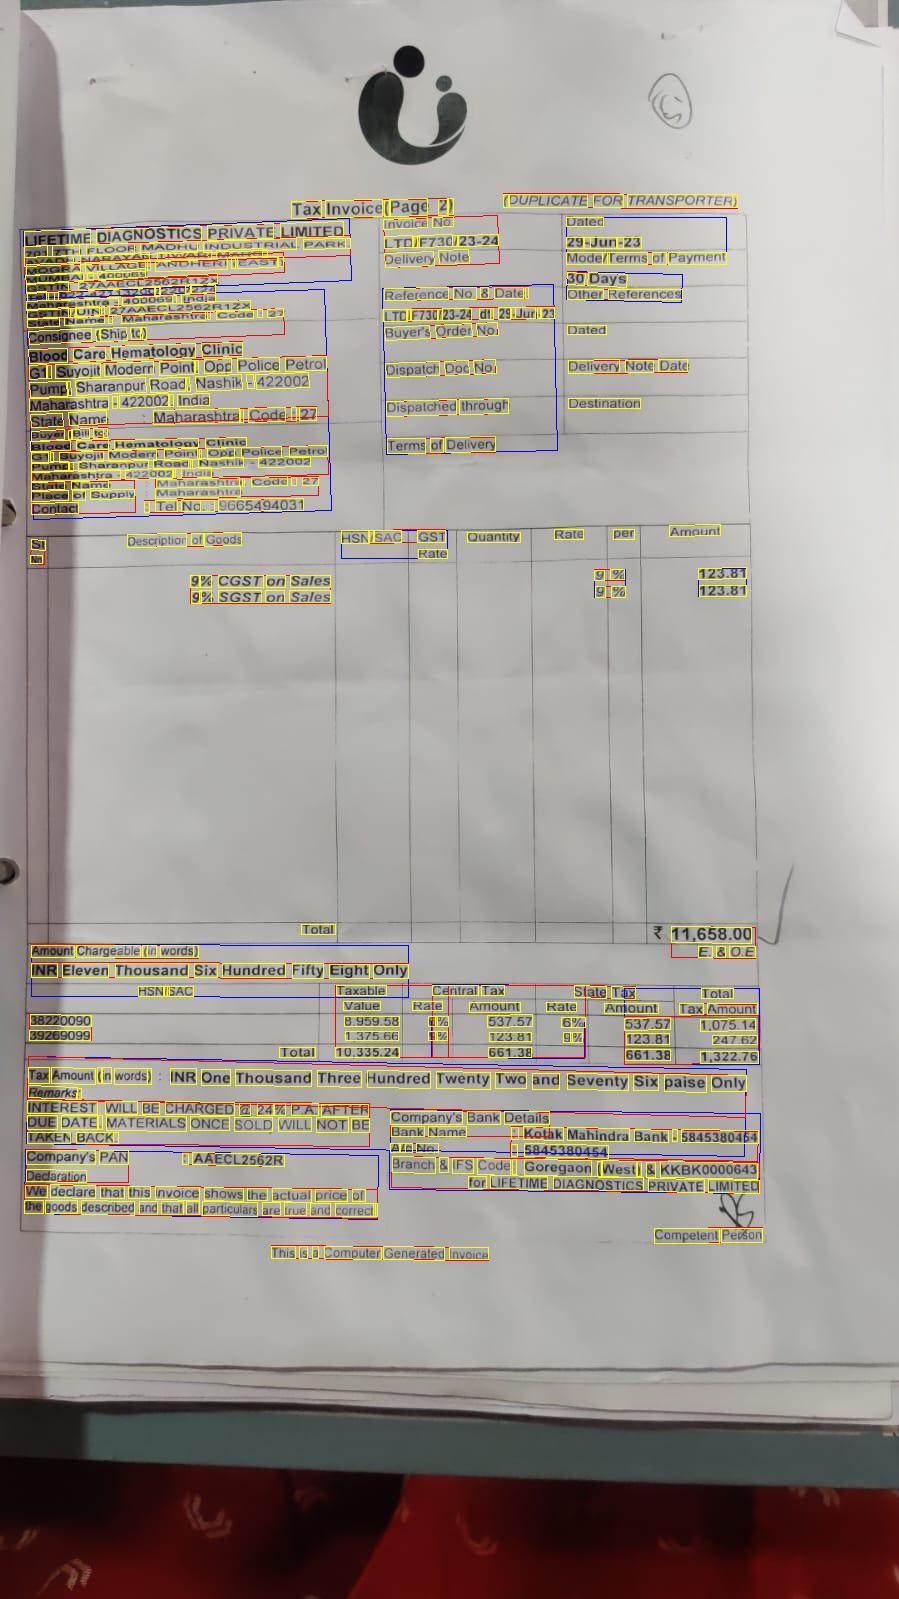 Tax Invoice(Page 2)
(DUPLICATE FOR TRANSPORTER)
LIFETIME DIAGNOSTICS PRIVATE LIMITED
701, 7TH FLOOR MADHU INDUSTRIAL PARK,
MOGRA VILLAGE, ANDHERI (EAST),
MUMBAI - 400069
GSTIN : 27AAECL2562R1ZX
Maharashtra - 400069, India
GSTIN/UIN: 27AAECL2562R1ZX
State Name : Maharashtra, Code : 27
Invoice No.
LTD/F730/23-24
Delivery Note
Dated
29-Jun-23
Mode/Terms of Payment
30 Days
Reference No. & Date.
LTD/F730/23-24 dt. 29-Jun-23
Other References
Consignee (Ship to)
Blood Care Hematology Clinic
G1, Suyojit Modern Point, Opp Police Petrol
Pump, Sharanpur Road, Nashik - 422002
Maharashtra - 422002, India
State Name : Maharashtra, Code : 27
Buyer's Order No.
Dated
Dispatch Doc No.
Delivery Note Date
Dispatched through
Destination
Buyer (Bill to)
Blood Care Hematology Clinic
G1, Suyojit Modern Point, Opp Police Petrol
Pump, Sharanpur Road, Nashik - 422002
Maharashtra - 422002, India
State Name : Maharashtra, Code : 27
Place of Supply : Maharashtra
Contact : Tel No. : 9665494031
Terms of Delivery
Sl No. Description of Goods HSN/SAC GST Rate Quantity Rate per Amount
9% CGST on Sales 9 % 123.81
9% SGST on Sales 9 % 123.81
Total ₹ 11,658.00
Amount Chargeable (in words) E. & O.E
INR Eleven Thousand Six Hundred Fifty Eight Only
HSN/SAC Taxable Central Tax State Tax Total
Value Rate Amount Rate Amount Tax Amount
38220090 8,959.58 6% 537.57 6% 537.57 1,075.14
39269099 1,375.66 9% 123.81 9% 123.81 247.62
Total 10,335.24 661.38 661.38 1,322.76
Tax Amount (in words) : INR One Thousand Three Hundred Twenty Two and Seventy Six paise Only
Remarks:
INTEREST WILL BE CHARGED @ 24% P.A. AFTER
DUE DATE. MATERIALS ONCE SOLD WILL NOT BE
TAKEN BACK.
Company's PAN : AAECL2562R
Declaration
We declare that this invoice shows the actual price of
the goods described and that all particulars are true and correct.
Company's Bank Details
Bank Name : Kotak Mahindra Bank - 5845380454
A/c No. : 5845380454
Branch & IFS Code : Goregaon (West) & KKBK0000643
for LIFETIME DIAGNOSTICS PRIVATE LIMITED
Competent Person
This is a Computer Generated Invoice